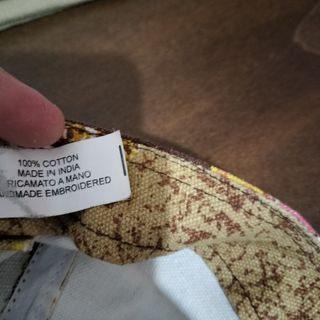 100% COTTON
MADE IN INDIA
RICAMATO A MANO
HANDMADE EMBROIDERED